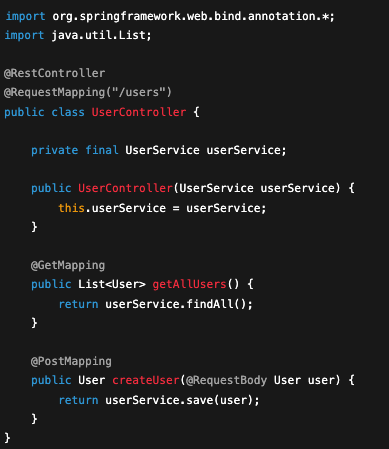 import org.springframework.web.bind.annotation.*;
import java.util.List;

@RestController
@RequestMapping("/users")
public class UserController {

    private final UserService userService;

    public UserController(UserService userService) {
        this.userService = userService;
    }

    @GetMapping
    public List<User> getAllUsers() {
        return userService.findAll();
    }

    @PostMapping
    public User createUser(@RequestBody User user) {
        return userService.save(user);
    }
}